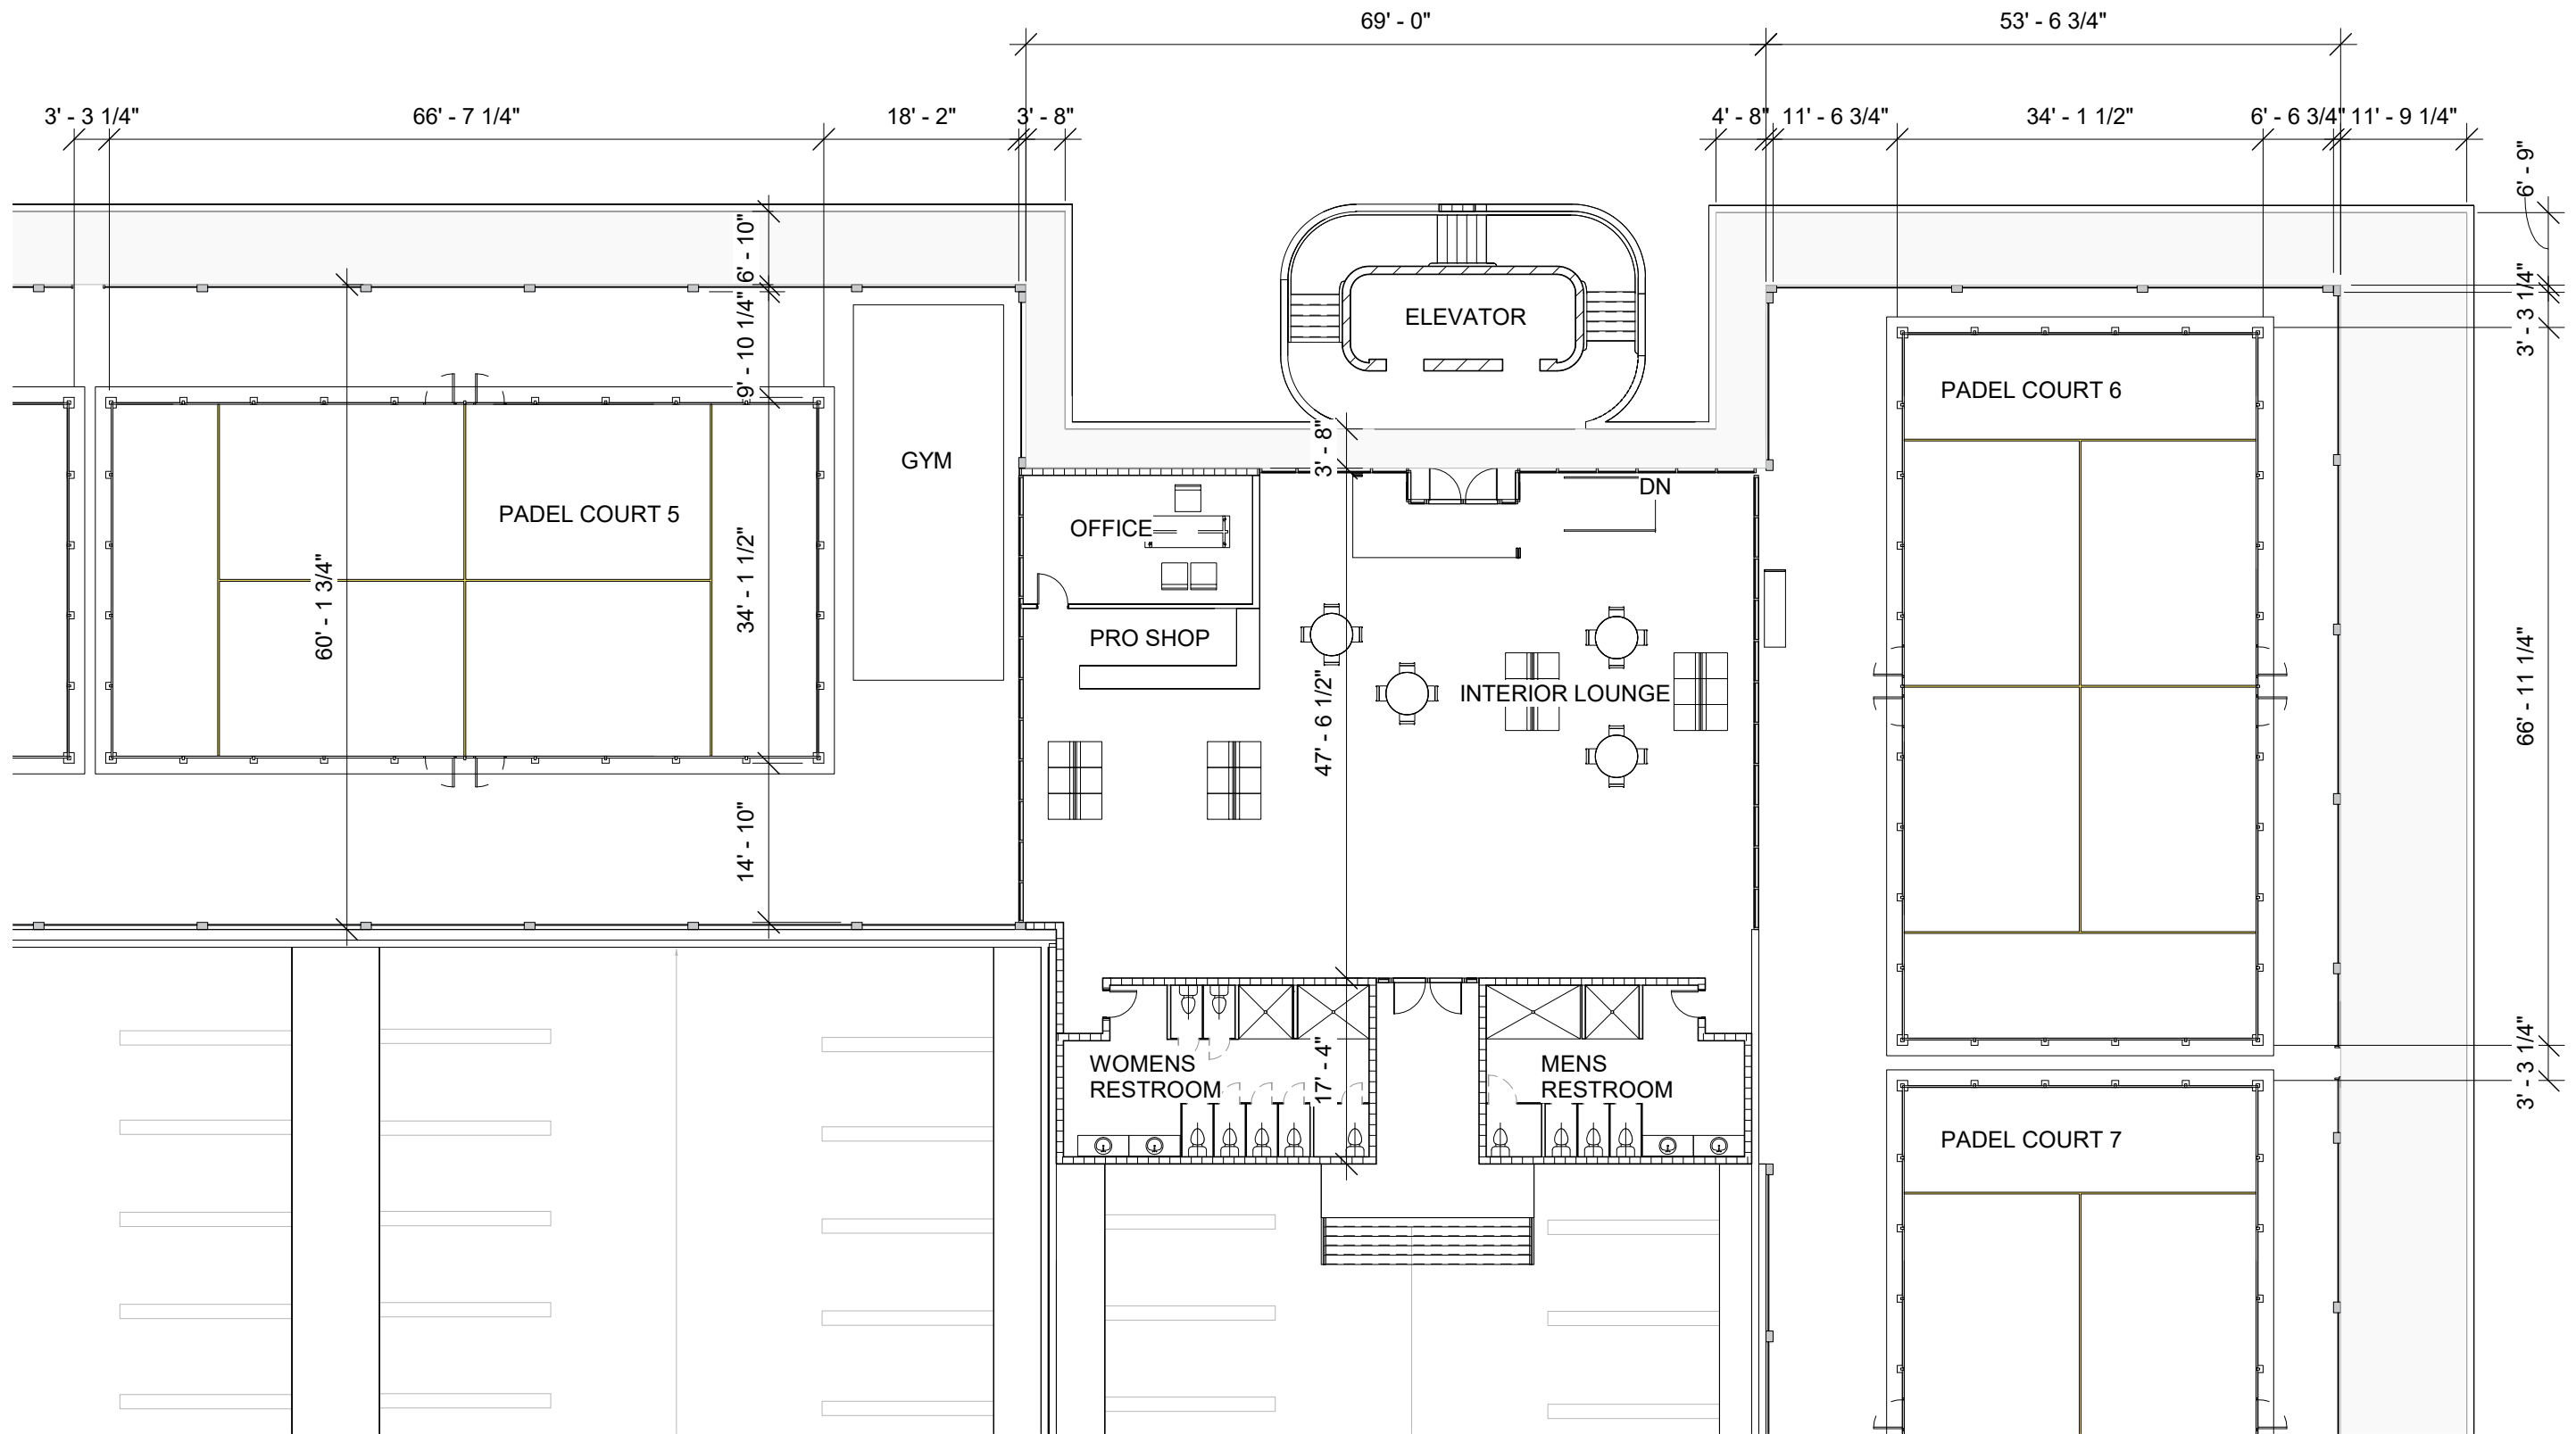 69' - 0"
53' - 6 3/4"
3' - 3 1/4"
66' - 7 1/4"
18' - 2"
3' - 8"
4' - 8"
11' - 6 3/4"
34' - 1 1/2"
6' - 6 3/4"
11' - 9 1/4"
6' - 9"
6' - 10"
3' - 3 1/4"
9' - 10 1/4"
ELEVATOR
PADEL COURT 6
3' - 8"
GYM
DN
PADEL COURT 5
OFFICE
34' - 1 1/2"
60' - 1 3/4"
PRO SHOP
INTERIOR LOUNGE
66' - 11 1/4"
47' - 6 1/2"
14' - 10"
WOMENS
RESTROOM
17' - 4"
MENS
RESTROOM
3' - 3 1/4"
PADEL COURT 7